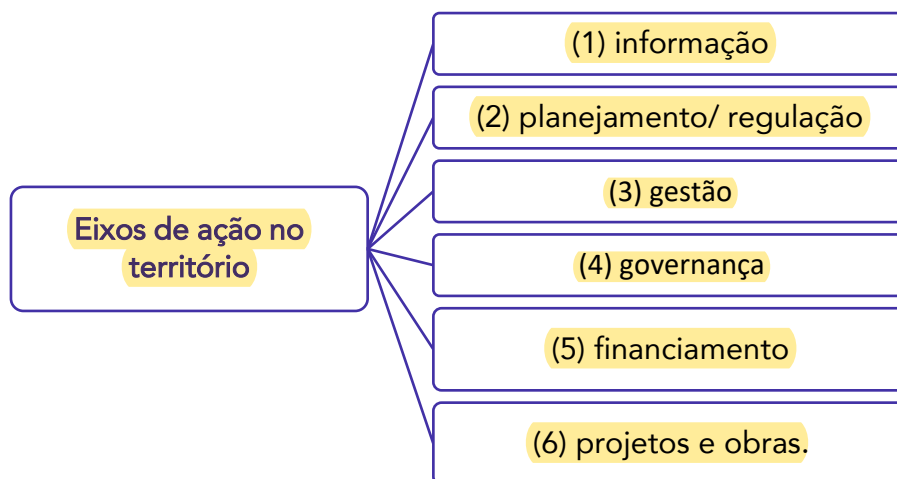 Eixos de ação no
território
(1) informação
(2) planejamento/ regulação
(3) gestão
(4) governança
(5) financiamento
(6) projetos e obras.